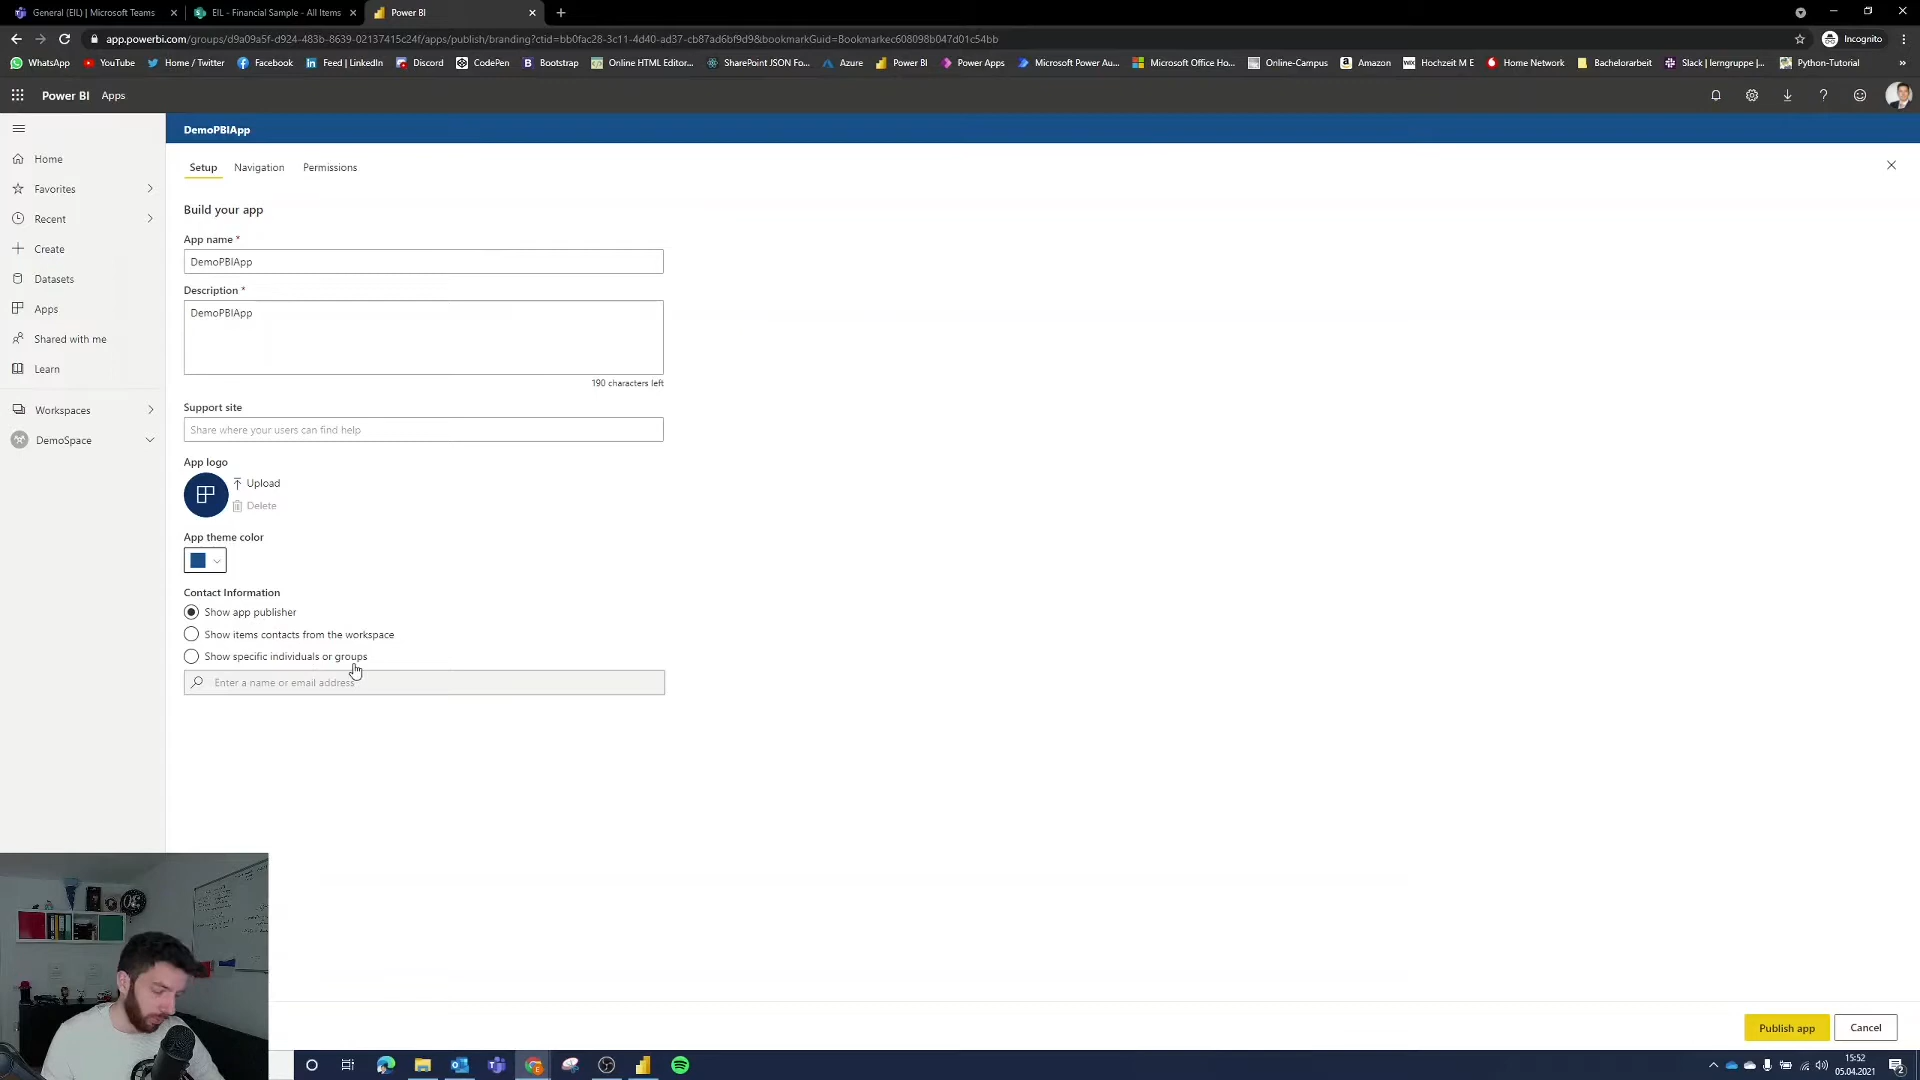 General (EIL) | Microsoft Teams
EIL - Financial Sample - All Items
Power BI
app.powerbi.com/groups/d9a09a5f-d924-483b-8639-02137415c24f/apps/publish/branding?ctid=bb0fac28-3c11-4d40-ad37-cb87ad6bf9d9&bookmarkGuid=Bookmarkec608098b047d01c54bb
Incognito
WhatsApp YouTube Home / Twitter Facebook Feed | LinkedIn Discord CodePen Bootstrap Online HTML Editor... SharePoint JSON Fo... Azure Power BI Power Apps Microsoft Power Au... Microsoft Office Ho... Online-Campus Amazon Hochzeit M E Home Network Bachelorarbeit Slack | lerngruppe |... Python-Tutorial »
Power BI Apps
DemoPBIApp
Home
Favorites
Recent
Create
Datasets
Apps
Shared with me
Learn
Workspaces
DemoSpace
Setup Navigation Permissions
Build your app
App name *
DemoPBIApp
Description *
DemoPBIApp
190 characters left
Support site
Share where your users can find help
App logo
Upload
Delete
App theme color
Contact Information
Show app publisher
Show items contacts from the workspace
Show specific individuals or groups
Enter a name or email address
Publish app
Cancel
15:52
05.04.2021